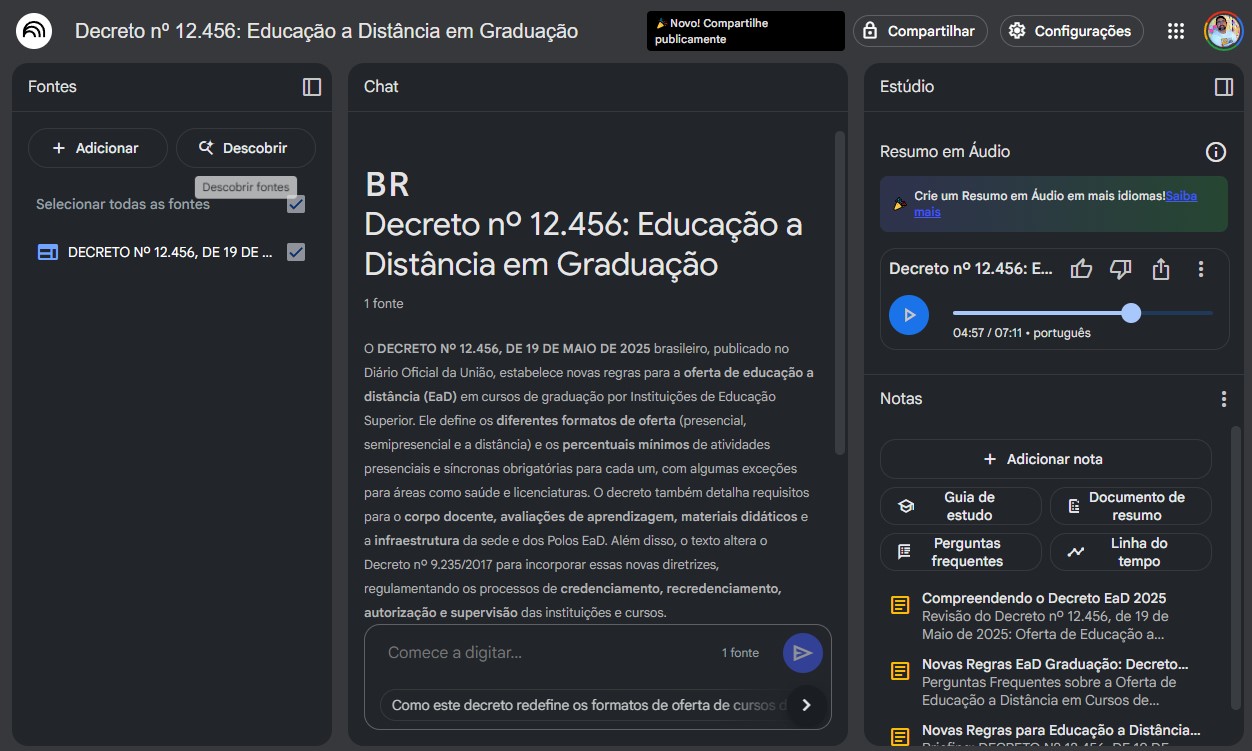 Decreto nº 12.456: Educação a Distância em Graduação
Novo! Compartilhe
publicamente
Compartilhar
Configurações
Fontes
Adicionar
Descobrir
Descobrir fontes
Selecionar todas as fontes
DECRETO Nº 12.456, DE 19 DE ...
Chat
BR
Decreto nº 12.456: Educação a
Distância em Graduação
1 fonte
O DECRETO Nº 12.456, DE 19 DE MAIO DE 2025 brasileiro, publicado no
Diário Oficial da União, estabelece novas regras para a oferta de educação a
distância (EaD) em cursos de graduação por Instituições de Educação
Superior. Ele define os diferentes formatos de oferta (presencial,
semipresencial e a distância) e os percentuais mínimos de atividades
presenciais e síncronas obrigatórias para cada um, com algumas exceções
para áreas como saúde e licenciaturas. O decreto também detalha requisitos
para o corpo docente, avaliações de aprendizagem, materiais didáticos e
a infraestrutura da sede e dos Polos EaD. Além disso, o texto altera o
Decreto nº 9.235/2017 para incorporar essas novas diretrizes,
regulamentando os processos de credenciamento, recredenciamento,
autorização e supervisão das instituições e cursos.
Comece a digitar...
1 fonte
Como este decreto redefine os formatos de oferta de cursos d
Estúdio
Resumo em Áudio
Crie um Resumo em Áudio em mais idiomas!Saiba
mais
Decreto nº 12.456: E...
04:57 / 07:11 • português
Notas
Adicionar nota
Guia de
estudo
Documento de
resumo
Perguntas
frequentes
Linha do
tempo
Compreendendo o Decreto EaD 2025
Revisão do Decreto nº 12.456, de 19 de
Maio de 2025: Oferta de Educação a...
Novas Regras EaD Graduação: Decreto...
Perguntas Frequentes sobre a Oferta de
Educação a Distância em Cursos de...
Novas Regras para Educação a Distância...
Briefing: DECRETO Nº 12.456, DE 19 DE